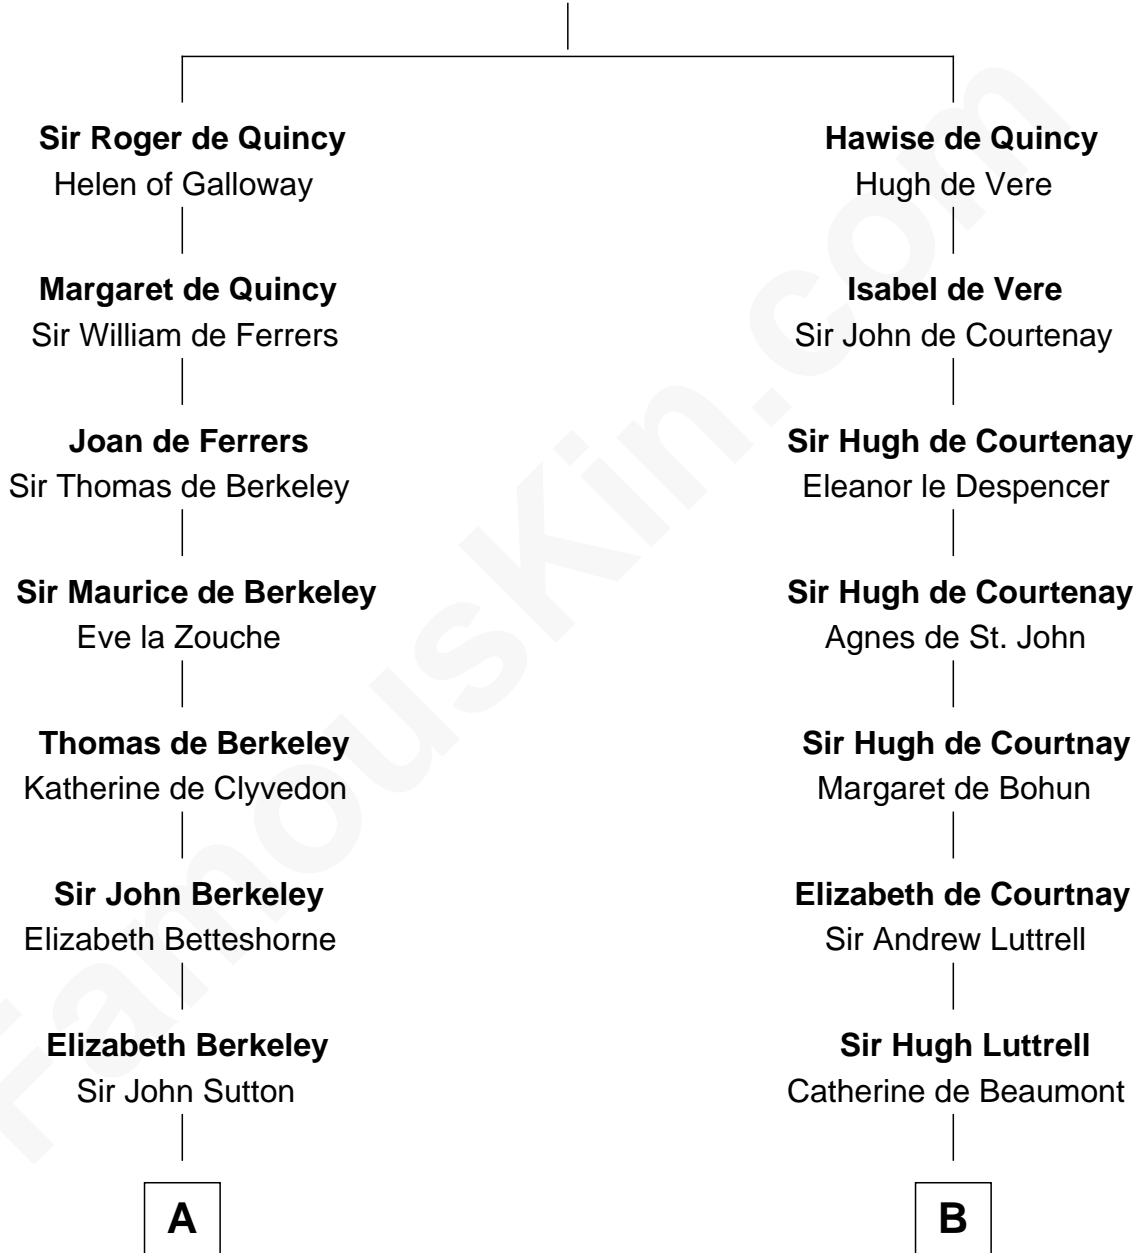 Sir Roger de Quincy
Helen of Galloway
Hawise de Quincy
Hugh de Vere
Margaret de Quincy
Sir William de Ferrers
Isabel de Vere
Sir John de Courtenay
Joan de Ferrers
Sir Thomas de Berkeley
Sir Hugh de Courtenay
Eleanor le Despencer
Sir Maurice de Berkeley
Eve la Zouche
Sir Hugh de Courtenay
Agnes de St. John
Thomas de Berkeley
Katherine de Clyvedon
Sir Hugh de Courtnay
Margaret de Bohun
Sir John Berkeley
Elizabeth Betteshorne
Elizabeth de Courtnay
Sir Andrew Luttrell
Elizabeth Berkeley
Sir John Sutton
Sir Hugh Luttrell
Catherine de Beaumont
A
B
FamousKin.com